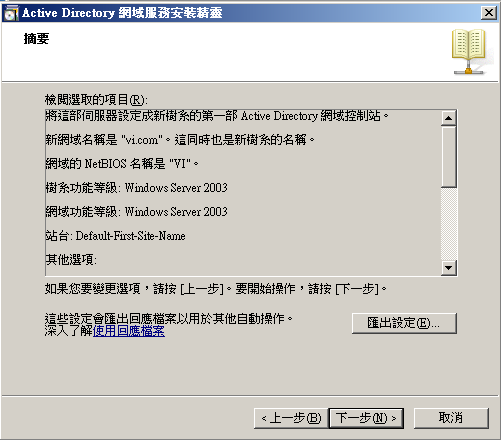 Active Directory 網域服務安裝精靈
摘要
檢閱選取的項目(R):
將這部伺服器設定成新樹系的第一部 Active Directory 網域控制站。
新網域名稱是 "vi.com"。這同時也是新樹系的名稱。
網域的 NetBIOS 名稱是 "VI"。
樹系功能等級: Windows Server 2003
網域功能等級: Windows Server 2003
站台: Default-First-Site-Name
其他選項:
如果您要變更選項，請按 [上一步]。要開始操作，請按 [下一步]。
這些設定會匯出回應檔案以用於其他自動操作。
深入了解使用回應檔案
匯出設定(E)...
< 上一步(B) 下一步(N) > 取消